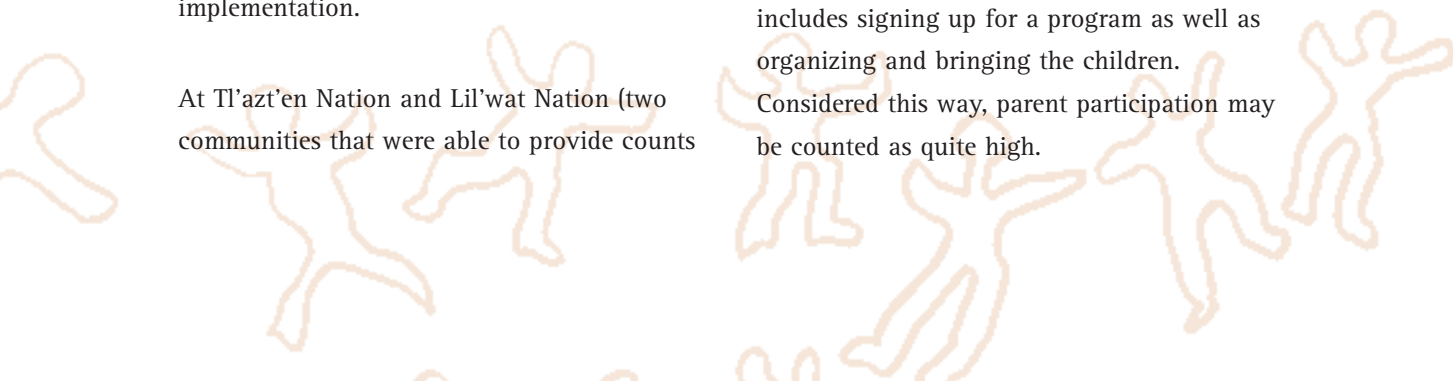 implementation.
At Tl'azt'en Nation and Lil'wat Nation (two
communities that were able to provide counts
includes signing up for a program as well as
organizing and bringing the children.
Considered this way, parent participation may
be counted as quite high.